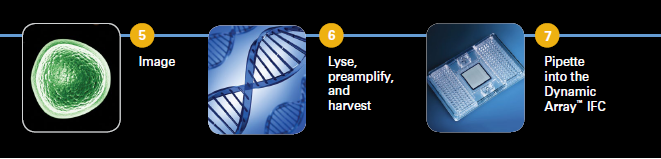 5
Image
6
Lyse,
preamplify,
and
harvest
7
Pipette
into the
Dynamic
Array™ IFC